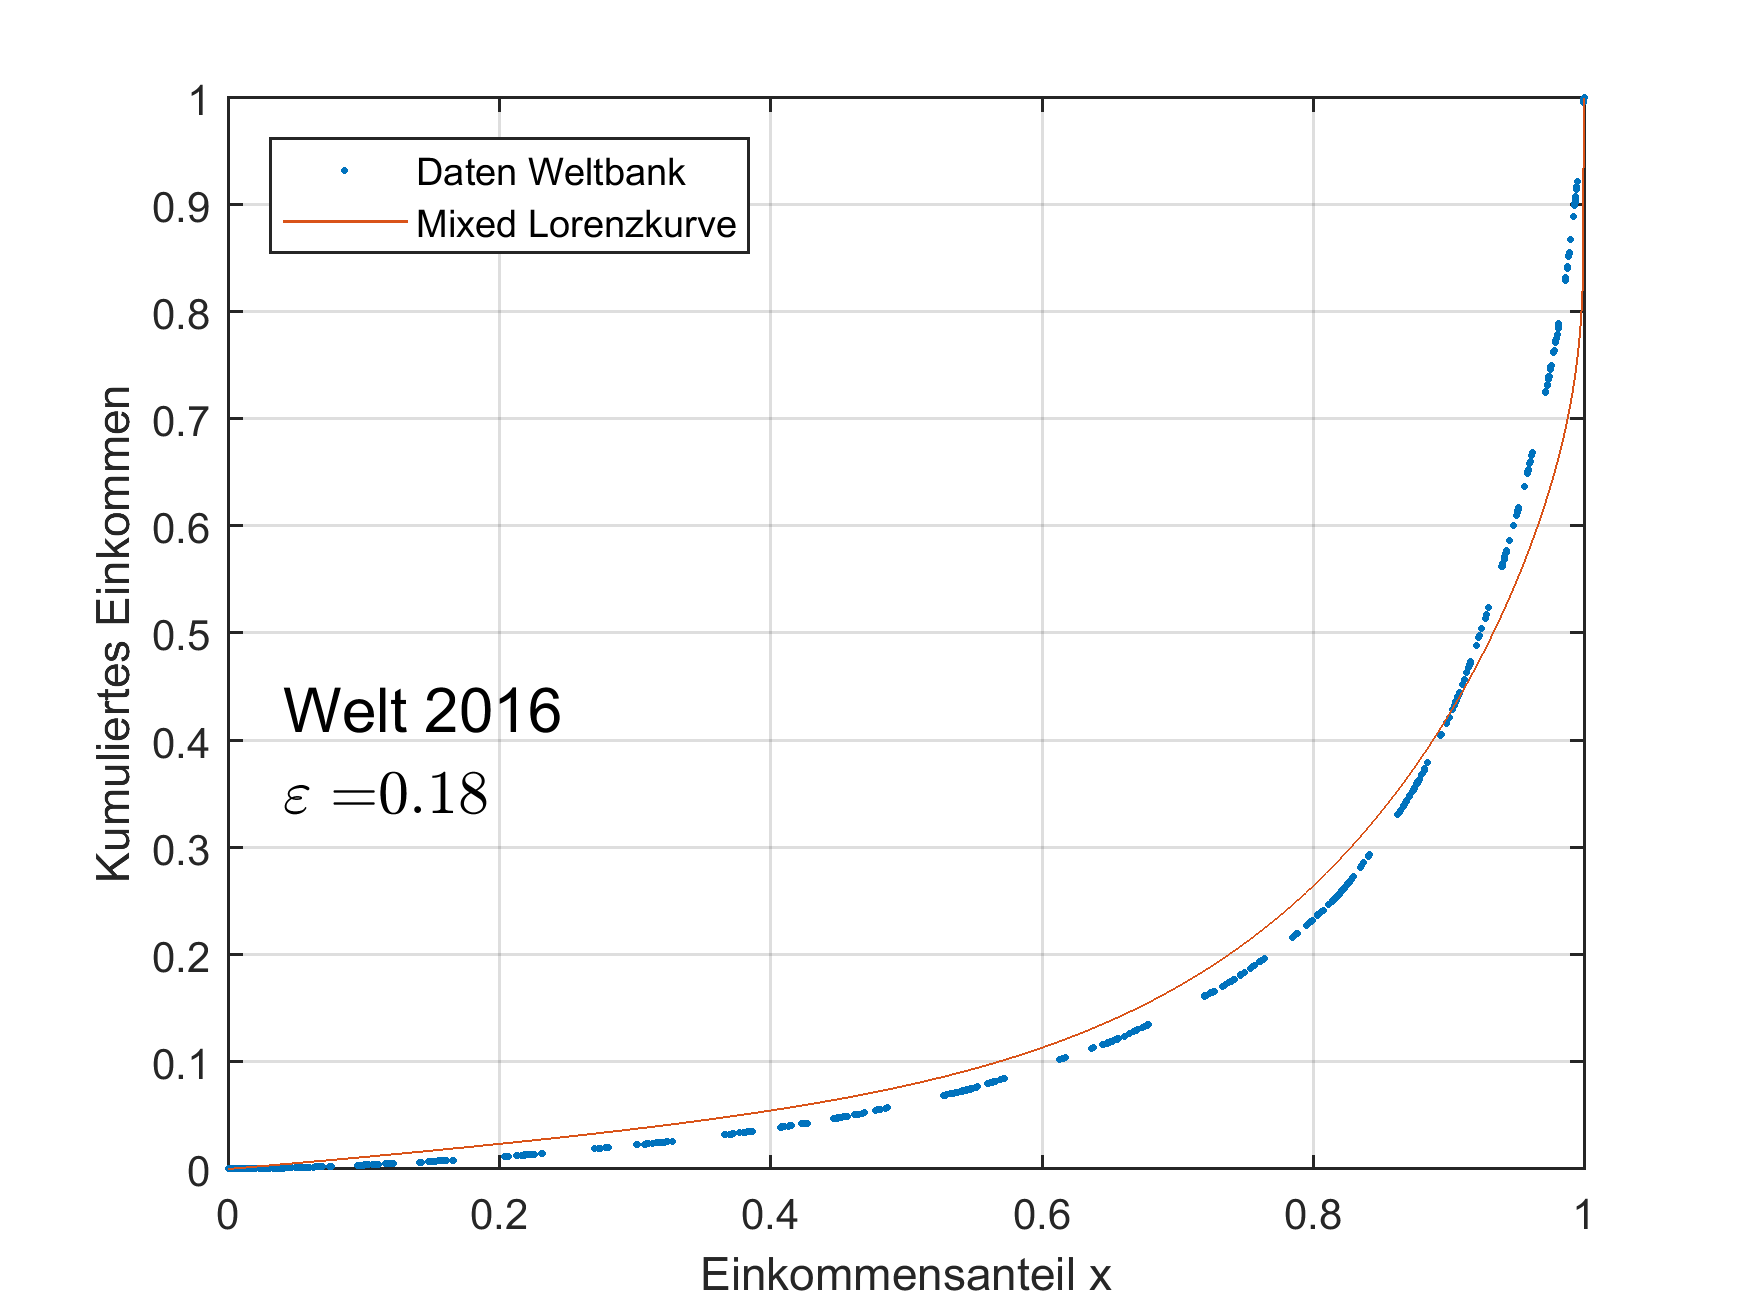 1
0.9
0.8
0.7
0.6
0.5
0.4
0.3
0.2
0.1
0
Kumuliertes Einkommen
Daten Weltbank
Mixed Lorenzkurve
Welt 2016
ε =0.18
0
0.2
0.4
0.6
0.8
1
Einkommensanteil x